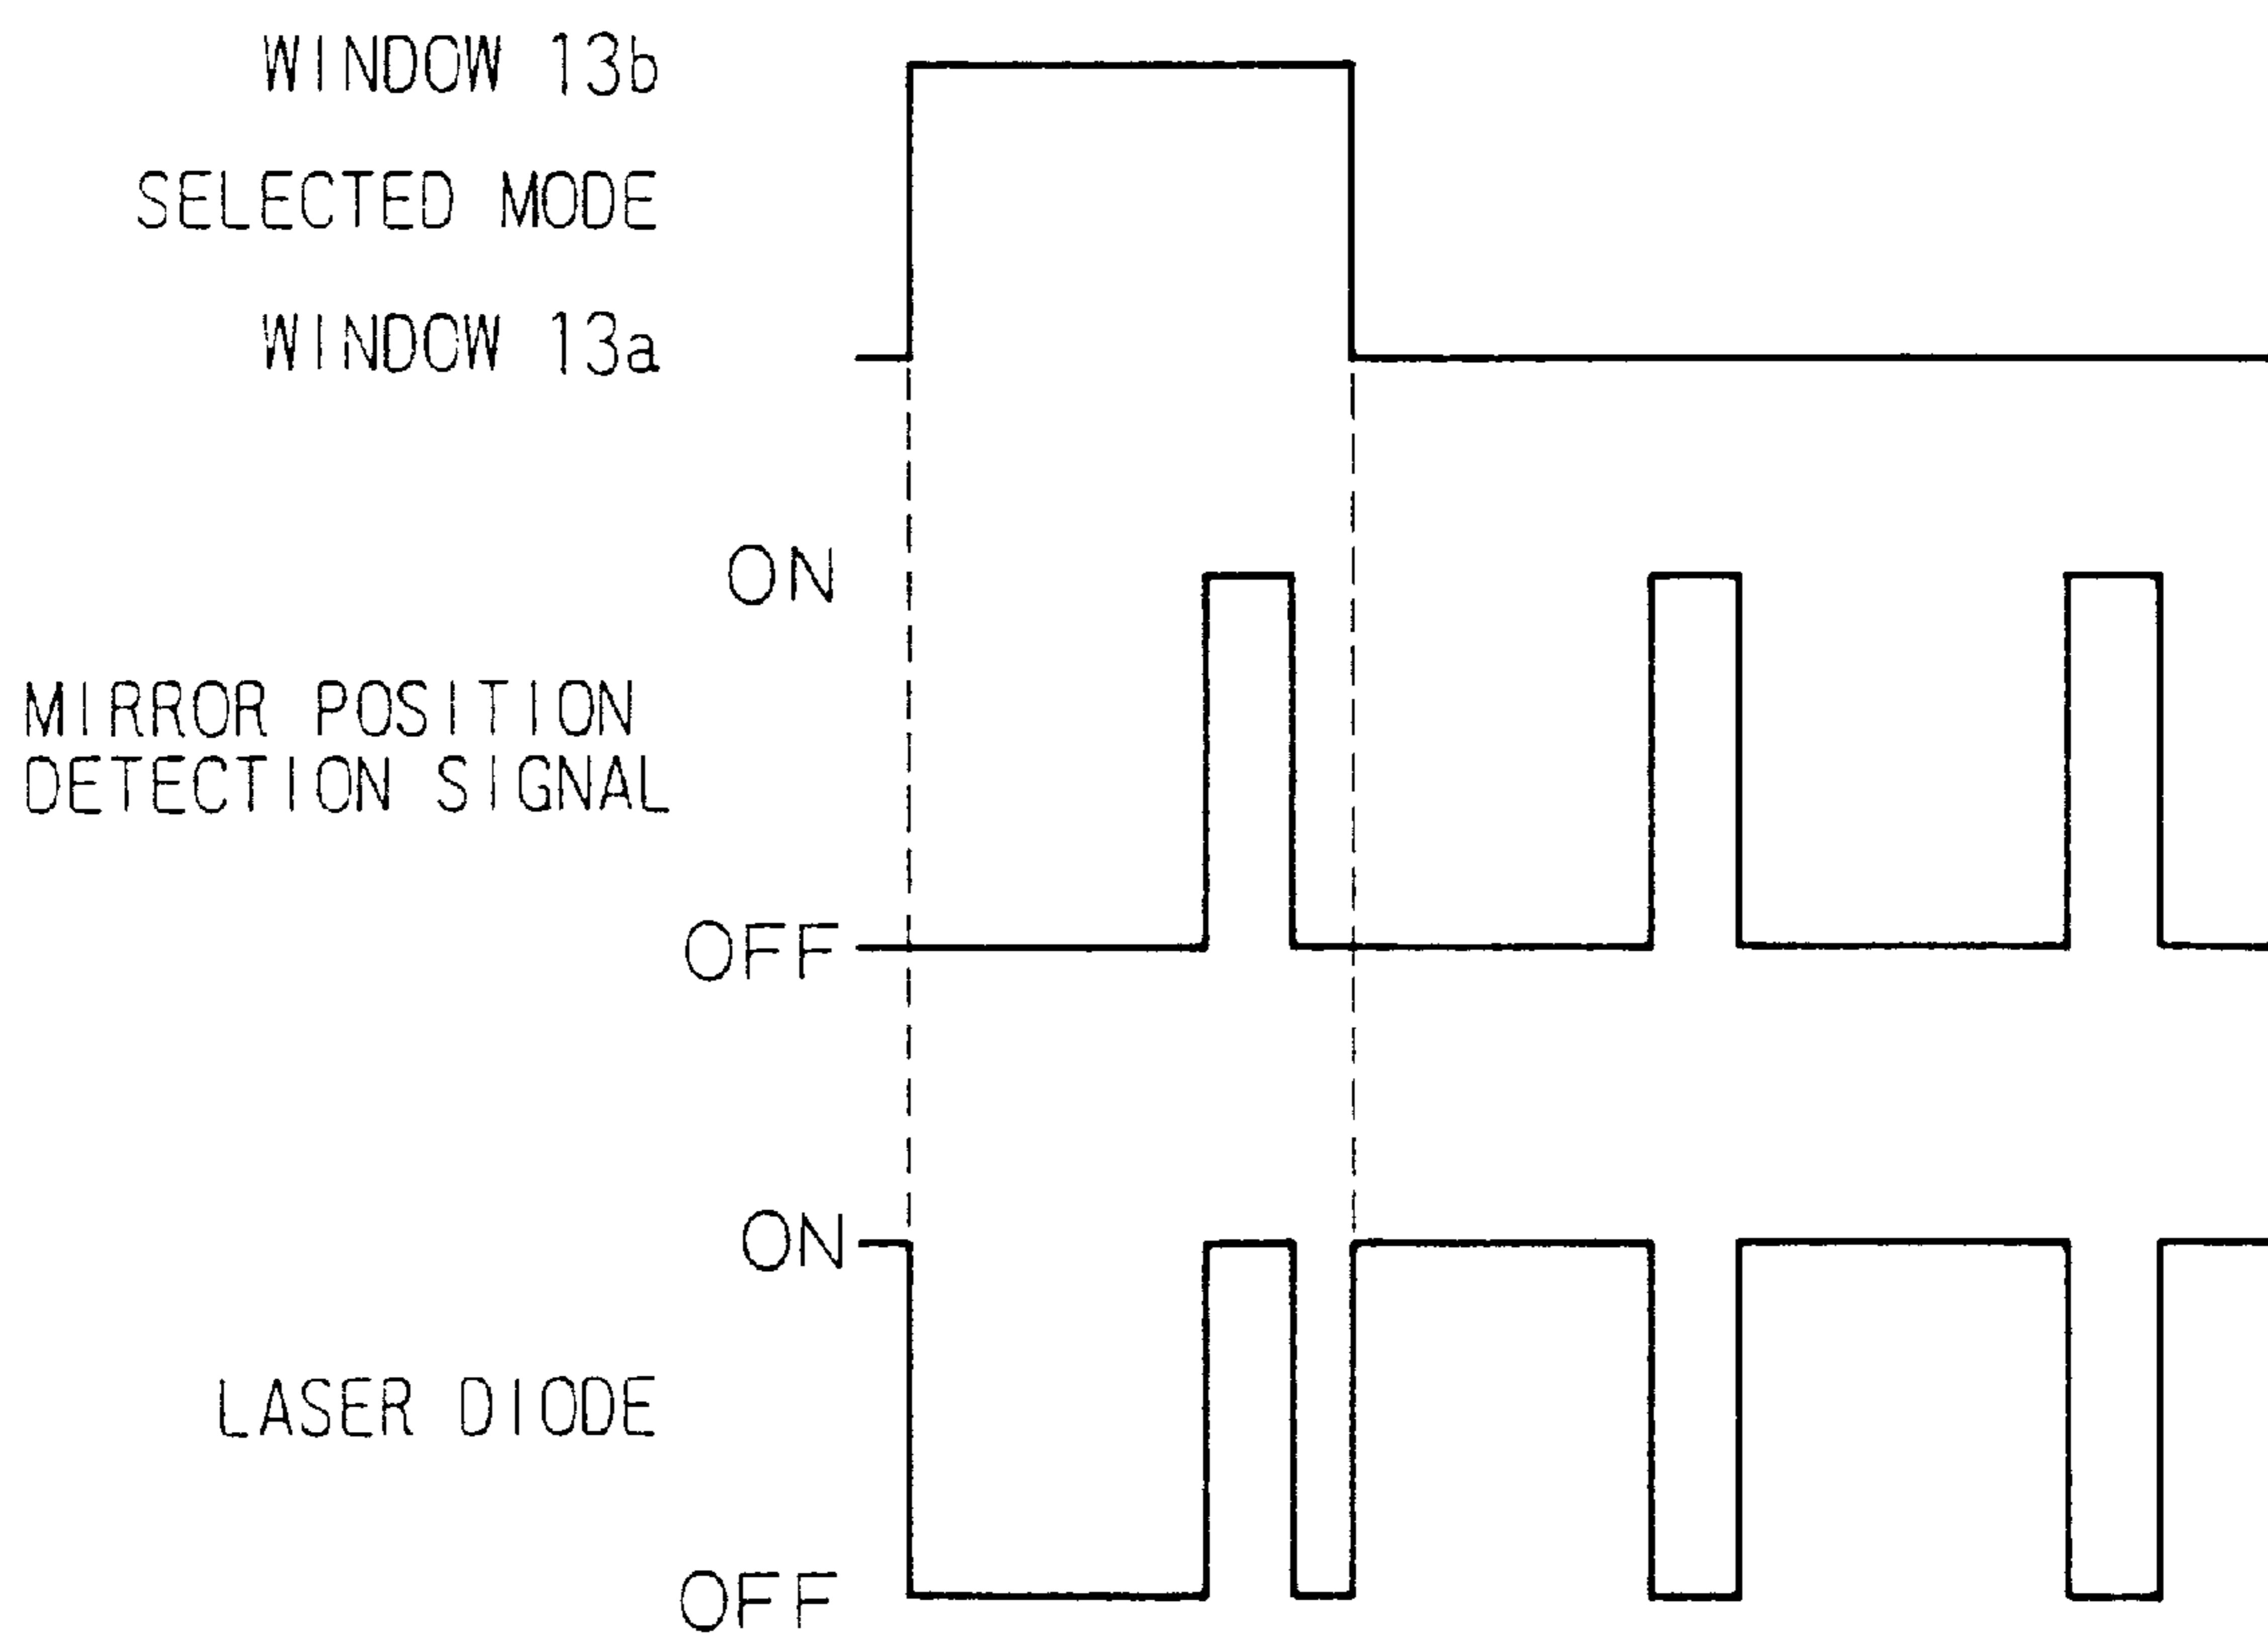 WINDOW 13b
SELECTED MODE
WINDOW 13a
ON
MIRROR POSITION
DETECTION SIGNAL
OFF
ON
LASER DIODE
OFF